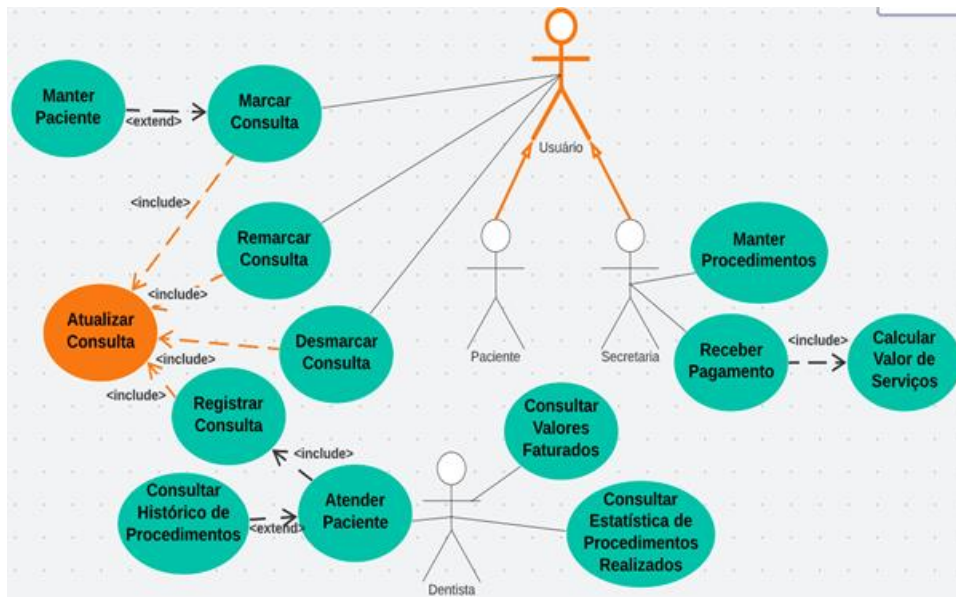 Manter
Paciente
<extend>
Marcar
Consulta
Usuário
<include>
Remarcar
Consulta
<include>
Manter
Procedimentos
Atualizar
Consulta
<include>
Desmarcar
Consulta
Paciente
Secretaria
Receber
Pagamento
<include>
Calcular
Valor de
Serviços
<include>
Registrar
Consulta
Consultar
Valores
Faturados
<include>
Consultar
Histórico de
Procedimentos
<extend>
Atender
Paciente
Consultar
Estatística de
Procedimentos
Realizados
Dentista